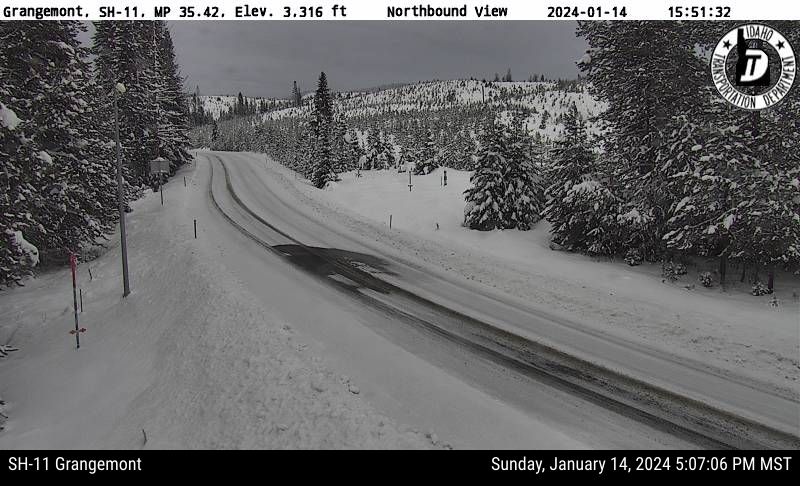 Grangemont, SH-11, MP 35.42, Elev. 3,316 ft Northbound View 2024-01-14 15:51:32
IDAHO
TRANSPORTATION DEPARTMENT
SH-11 Grangemont Sunday, January 14, 2024 5:07:06 PM MST